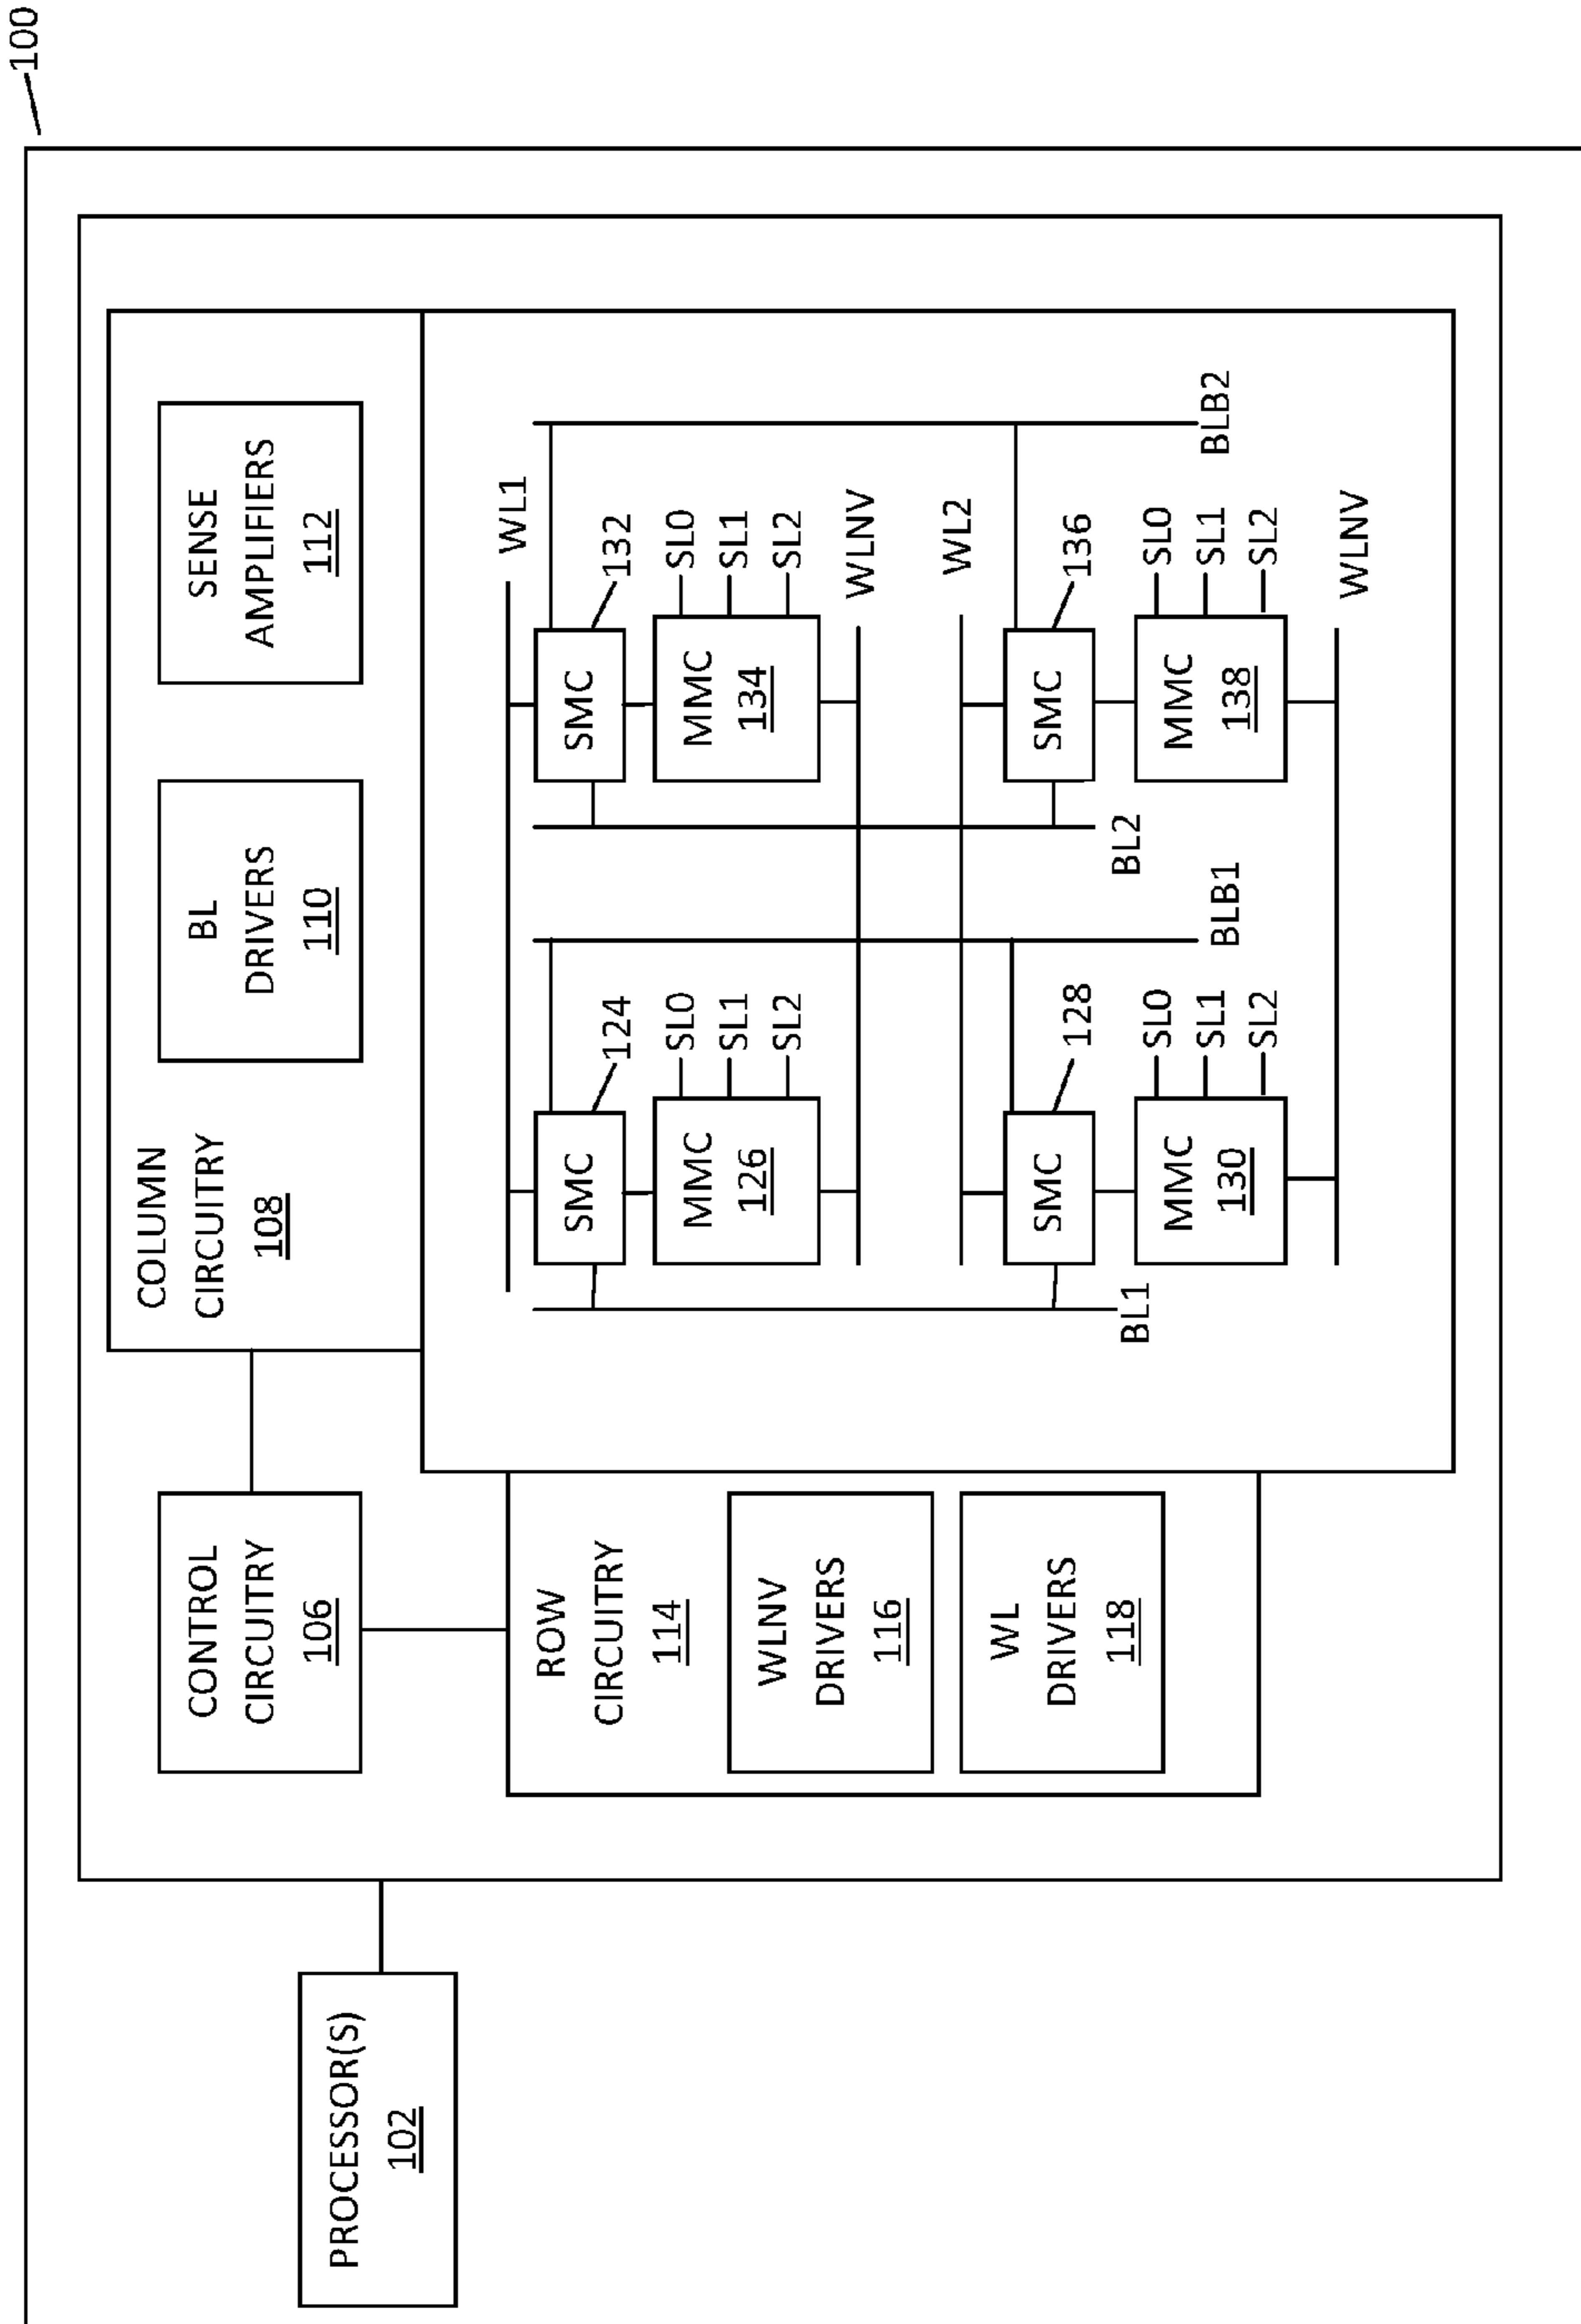 100
PROCESSOR(S)
102
CONTROL
CIRCUITRY
106
COLUMN
CIRCUITRY
108
BL
DRIVERS
110
SENSE
AMPLIFIERS
112
ROW
CIRCUITRY
114
WLNV
DRIVERS
116
WL
DRIVERS
118
WL1
SMC
124
MMC
126
SL0
SL1
SL2
SMC
132
MMC
134
SL0
SL1
SL2
WLNV
WL2
SMC
128
MMC
130
SL0
SL1
SL2
SMC
136
MMC
138
SL0
SL1
SL2
BL1
BLB1
BL2
BLB2
WLNV